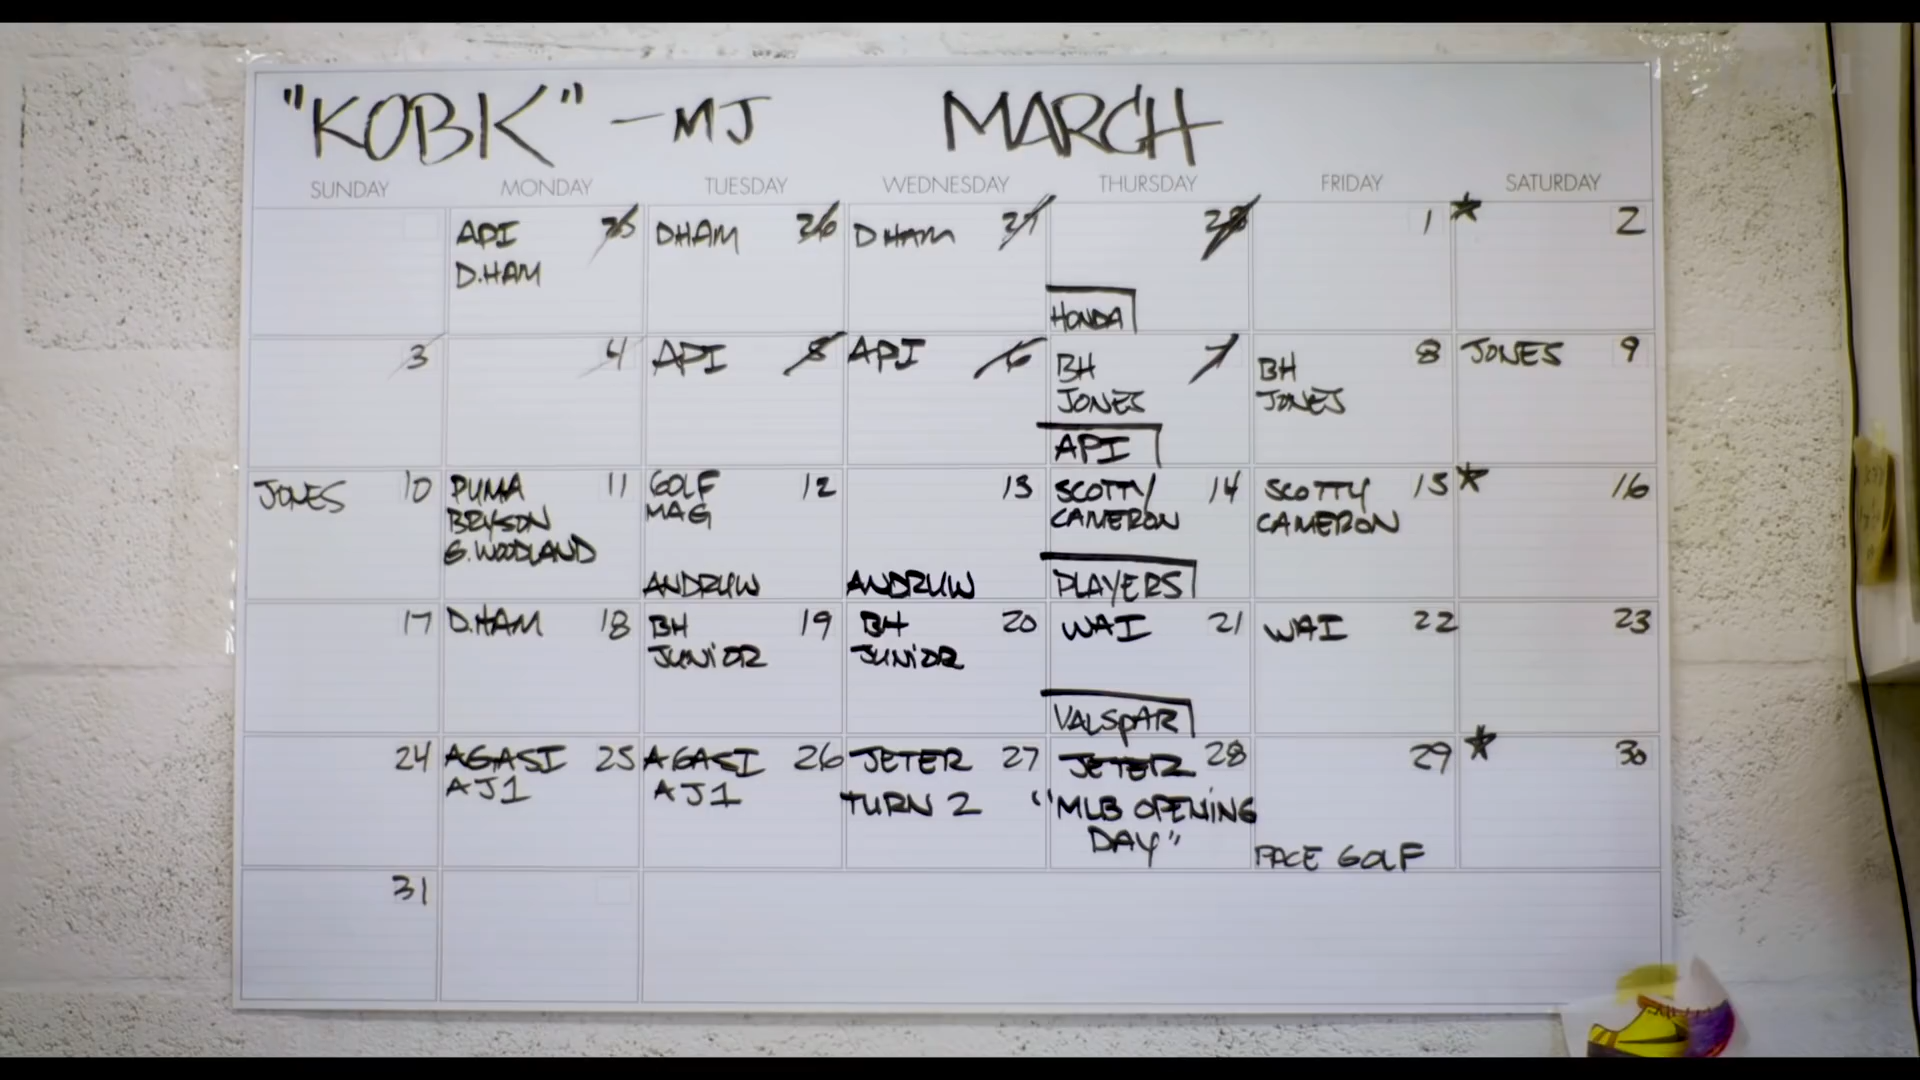 "KOBK" - MJ MARCH
SUNDAY MONDAY TUESDAY WEDNESDAY THURSDAY FRIDAY SATURDAY
API 25 DHAM 26 DHAM 27 28 1 2
D.HAM
HONDA
3 4 API 5 API 6 BH 7 BH 8 JONES 9
JONES JONES
API
JONES 10 PUMA 11 GOLF 12 13 SCOTTY 14 SCOTTY 15 16
BRYSON MAG CAMERON CAMERON
G. WOODLAND
ANDRUW ANDRUW PLAYERS
17 D.HAM 18 BH 19 BH 20 WAI 21 WAI 22 23
JUNIOR JUNIOR
VALSPAR
24 AGASI 25 AGASI 26 JETER 27 JETER 28 29 30
AJ1 AJ1 TURN 2 "MLB OPENING
DAY"
FACE GOLF
31